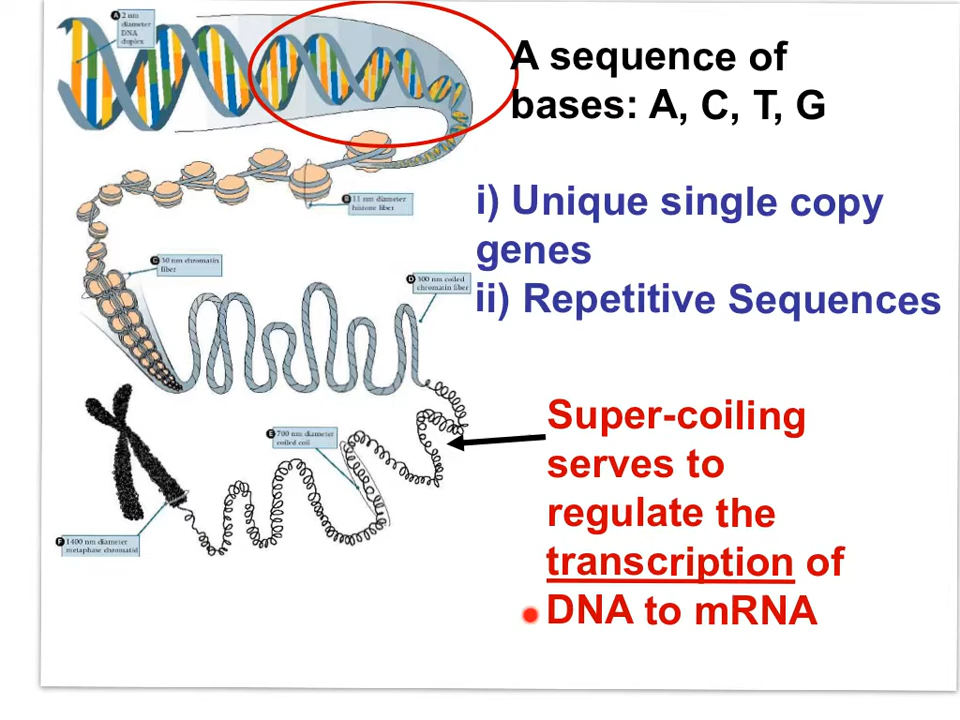 A 2 nm
diameter
DNA
duplex
A sequence of
bases: A, C, T, G
B 11 nm diameter
histone fiber
i) Unique single copy
genes
ii) Repetitive Sequences
C 30 nm chromatin
fiber
D 300 nm coiled
chromatin fiber
Super-coiling
serves to
regulate the
transcription of
DNA to mRNA
E 700 nm diameter
coiled coil
F 1400 nm diameter
metaphase chromatid